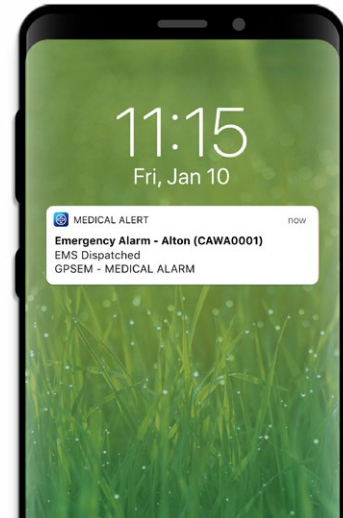 11:15
Fri, Jan 10
MEDICAL ALERT now
Emergency Alarm - Alton (CAWA0001)
EMS Dispatched
GPSEM - MEDICAL ALARM